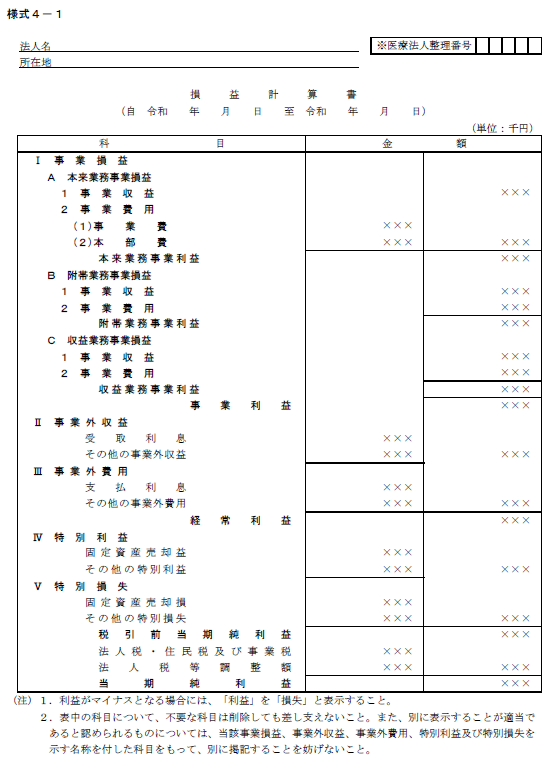 様式４－１
法人名
※医療法人整理番号
所在地
損　益　計　算　書
（自　令和　　年　　月　　日　　至　令和　　年　　月　　日）
（単位：千円）
科　　　　　目　　　　　金　　　　　額
Ⅰ　事　業　損　益
Ａ　本来業務事業損益
１　事　業　収　益　　　　　×××
２　事　業　費　用
(１)事　　業　　費　　　　　×××
(２)本　　部　　費　　　　　×××　　　　　×××
本来業務事業利益　　　　　×××
Ｂ　附帯業務事業損益
１　事　業　収　益　　　　　×××
２　事　業　費　用　　　　　×××
附帯業務事業利益　　　　　×××
Ｃ　収益業務事業損益
１　事　業　収　益　　　　　×××
２　事　業　費　用　　　　　×××
収益業務事業利益　　　　　×××
事　業　利　益　　　　　×××
Ⅱ　事　業　外　収　益
受　取　利　息　　　　　×××
その他の事業外収益　　　　　×××　　　　　×××
Ⅲ　事　業　外　費　用
支　払　利　息　　　　　×××
その他の事業外費用　　　　　×××　　　　　×××
経　常　利　益　　　　　×××
Ⅳ　特　別　利　益
固定資産売却益　　　　　×××
その他の特別利益　　　　　×××　　　　　×××
Ⅴ　特　別　損　失
固定資産売却損　　　　　×××
その他の特別損失　　　　　×××　　　　　×××
税引前当期純利益　　　　　×××
法人税・住民税及び事業税　　　　　×××
法　人　税　等　調　整　額　　　　　×××　　　　　×××
当　期　純　利　益　　　　　×××
（注）１．利益がマイナスとなる場合には、「利益」を「損失」と表示すること。
２．表中の科目について、不要な科目は削除しても差し支えないこと。また、別に表示することが適当で
あると認められるものについては、当該事業損益、事業外収益、事業外費用、特別利益及び特別損失を
示す名称を付した科目をもって、別に掲記することを妨げないこと。